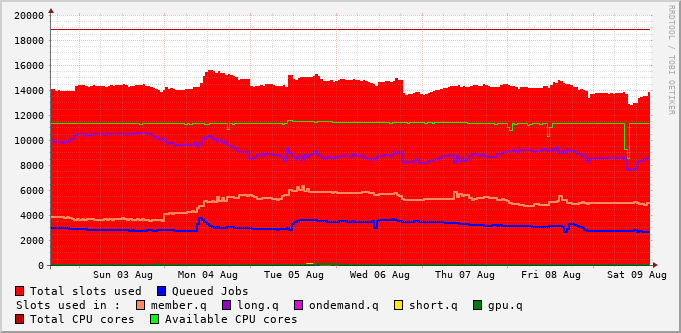 20000
18000
16000
14000
12000
10000
8000
6000
4000
2000
0
Sun 03 Aug Mon 04 Aug Tue 05 Aug Wed 06 Aug Thu 07 Aug Fri 08 Aug Sat 09 Aug
Total slots used Queued Jobs
Slots used in : member.q long.q ondemand.q short.q gpu.q
Total CPU cores Available CPU cores
RRDTOOL / TOBI OETIKER